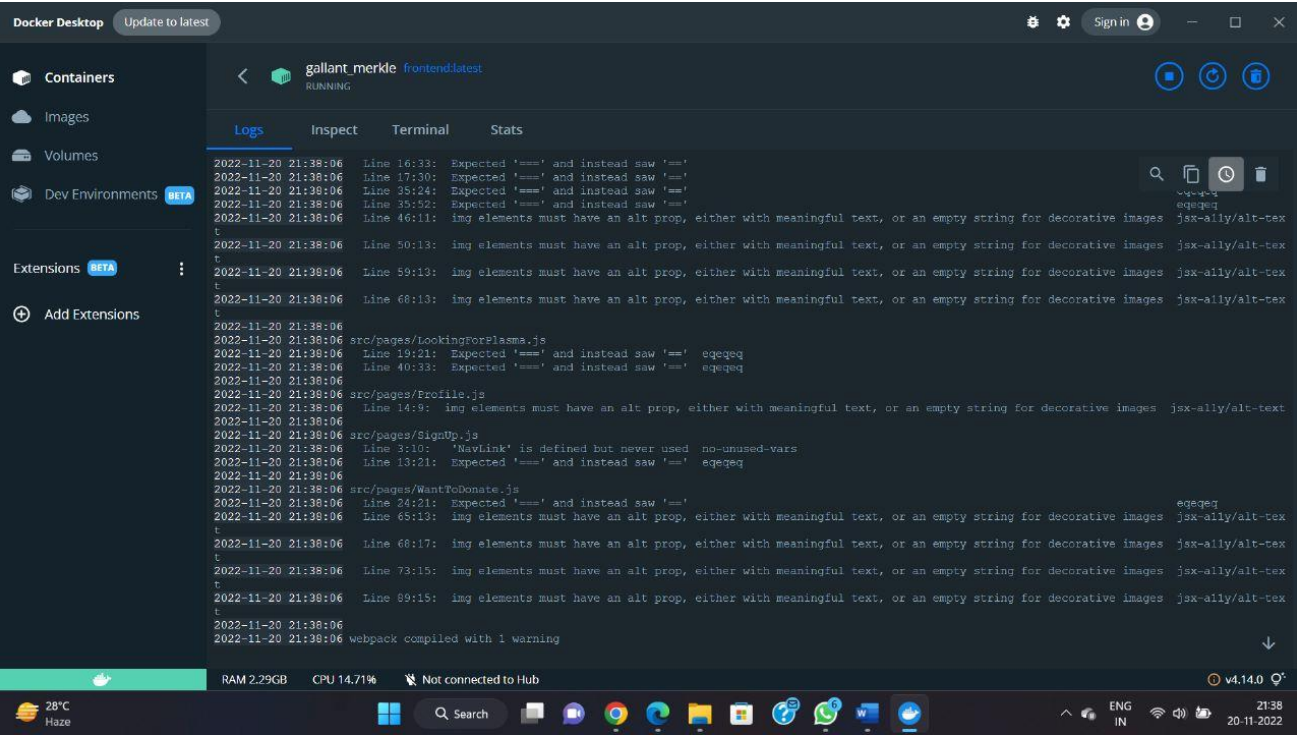 Docker Desktop Update to latest Sign in
Containers
Images
Volumes
Dev Environments BETA
Extensions BETA
Add Extensions
gallant_merkle frontend:latest
RUNNING
Logs Inspect Terminal Stats
2022-11-20 21:38:06 Line 16:33: Expected '===' and instead saw '=='
2022-11-20 21:38:06 Line 17:30: Expected '===' and instead saw '=='
2022-11-20 21:38:06 Line 35:24: Expected '===' and instead saw '==' eqeqeq
2022-11-20 21:38:06 Line 35:52: Expected '===' and instead saw '==' eqeqeq
2022-11-20 21:38:06 Line 46:11: img elements must have an alt prop, either with meaningful text, or an empty string for decorative images jsx-a11y/alt-tex
t
2022-11-20 21:38:06 Line 50:13: img elements must have an alt prop, either with meaningful text, or an empty string for decorative images jsx-a11y/alt-tex
t
2022-11-20 21:38:06 Line 59:13: img elements must have an alt prop, either with meaningful text, or an empty string for decorative images jsx-a11y/alt-tex
t
2022-11-20 21:38:06 Line 68:13: img elements must have an alt prop, either with meaningful text, or an empty string for decorative images jsx-a11y/alt-tex
t
2022-11-20 21:38:06
2022-11-20 21:38:06 src/pages/LookingForPlasma.js
2022-11-20 21:38:06 Line 19:21: Expected '===' and instead saw '==' eqeqeq
2022-11-20 21:38:06 Line 40:33: Expected '===' and instead saw '==' eqeqeq
2022-11-20 21:38:06
2022-11-20 21:38:06 src/pages/Profile.js
2022-11-20 21:38:06 Line 14:9: img elements must have an alt prop, either with meaningful text, or an empty string for decorative images jsx-a11y/alt-text
2022-11-20 21:38:06
2022-11-20 21:38:06 src/pages/SignUp.js
2022-11-20 21:38:06 Line 3:10: 'NavLink' is defined but never used no-unused-vars
2022-11-20 21:38:06 Line 13:21: Expected '===' and instead saw '==' eqeqeq
2022-11-20 21:38:06
2022-11-20 21:38:06 src/pages/WantToDonate.js
2022-11-20 21:38:06 Line 24:21: Expected '===' and instead saw '==' eqeqeq
2022-11-20 21:38:06 Line 65:13: img elements must have an alt prop, either with meaningful text, or an empty string for decorative images jsx-a11y/alt-tex
t
2022-11-20 21:38:06 Line 68:17: img elements must have an alt prop, either with meaningful text, or an empty string for decorative images jsx-a11y/alt-tex
t
2022-11-20 21:38:06 Line 73:15: img elements must have an alt prop, either with meaningful text, or an empty string for decorative images jsx-a11y/alt-tex
t
2022-11-20 21:38:06 Line 89:15: img elements must have an alt prop, either with meaningful text, or an empty string for decorative images jsx-a11y/alt-tex
t
2022-11-20 21:38:06
2022-11-20 21:38:06 webpack compiled with 1 warning
RAM 2.29GB CPU 14.71% Not connected to Hub v4.14.0
28°C
Haze
Search
6
ENG
IN
21:38
20-11-2022